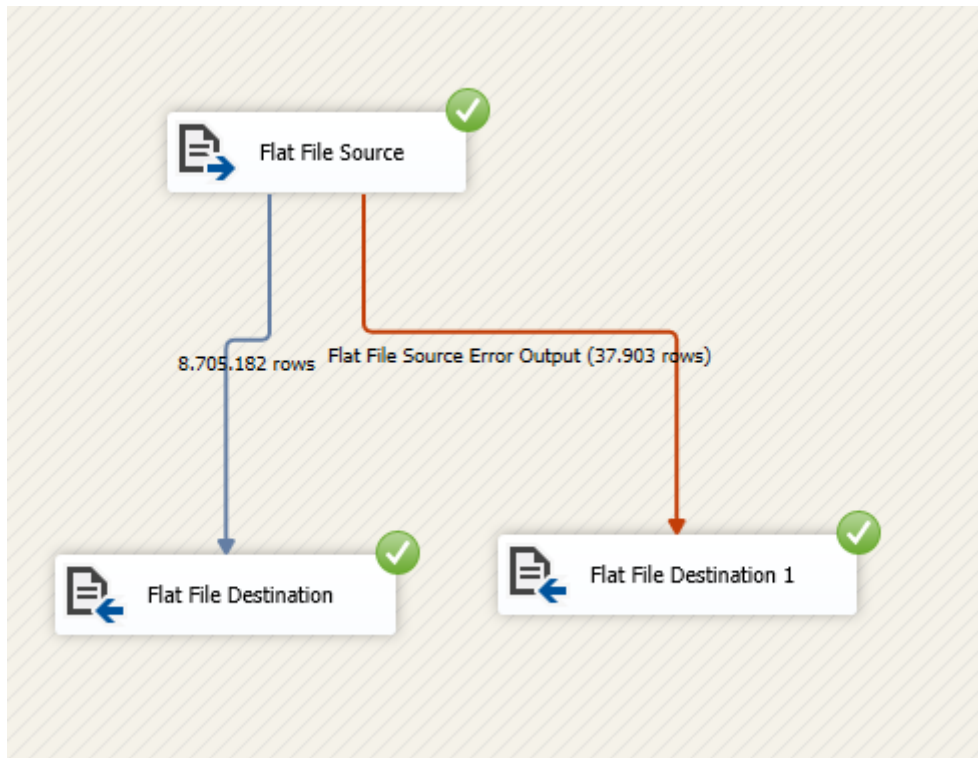 Flat File Source
8.705.182 rows
Flat File Source Error Output (37.903 rows)
Flat File Destination
Flat File Destination 1